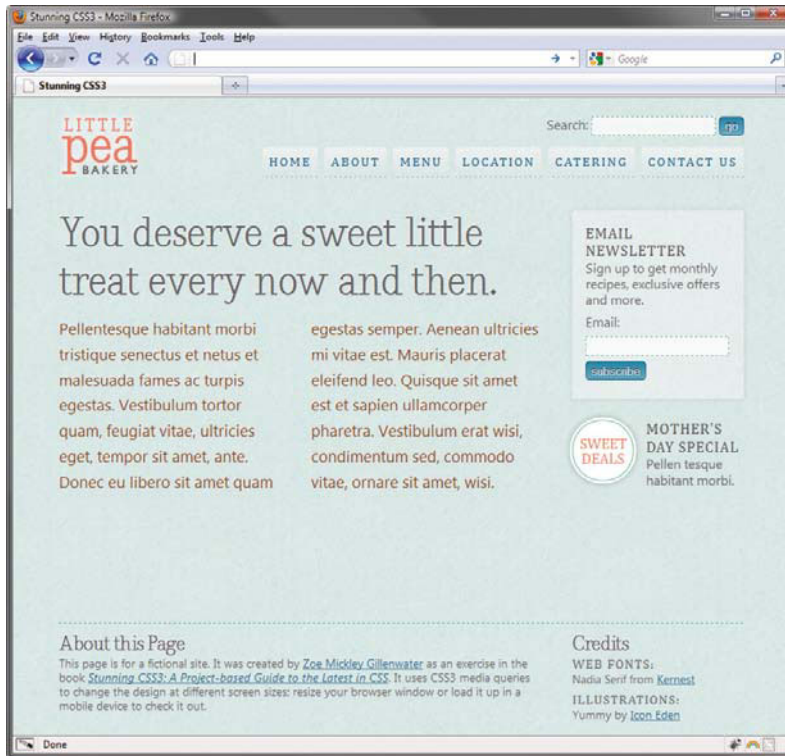 Stunning CSS3 - Mozilla Firefox
File Edit View History Bookmarks Tools Help
Google
Stunning CSS3
LITTLE
pea
BAKERY
Search:
go
HOME ABOUT MENU LOCATION CATERING CONTACT US
You deserve a sweet little
treat every now and then.
Pellentesque habitant morbi
tristique senectus et netus et
malesuada fames ac turpis
egestas. Vestibulum tortor
quam, feugiat vitae, ultricies
eget, tempor sit amet, ante.
Donec eu libero sit amet quam
egestas semper. Aenean ultricies
mi vitae est. Mauris placerat
eleifend leo. Quisque sit amet
est et sapien ullamcorper
pharetra. Vestibulum erat wisi,
condimentum sed, commodo
vitae, ornare sit amet, wisi.
EMAIL
NEWSLETTER
Sign up to get monthly
recipes, exclusive offers
and more.
Email:
subscribe
SWEET
DEALS
MOTHER'S
DAY SPECIAL
Pellen tesque
habitant morbi.
About this Page
This page is for a fictional site. It was created by Zoe Mickley Gillenwater as an exercise in the
book Stunning CSS3: A Project-based Guide to the Latest in CSS. It uses CSS3 media queries
to change the design at different screen sizes: resize your browser window or load it up in a
mobile device to check it out.
Credits
WEB FONTS:
Nadia Serif from Kernest
ILLUSTRATIONS:
Yummy by Icon Eden
Done